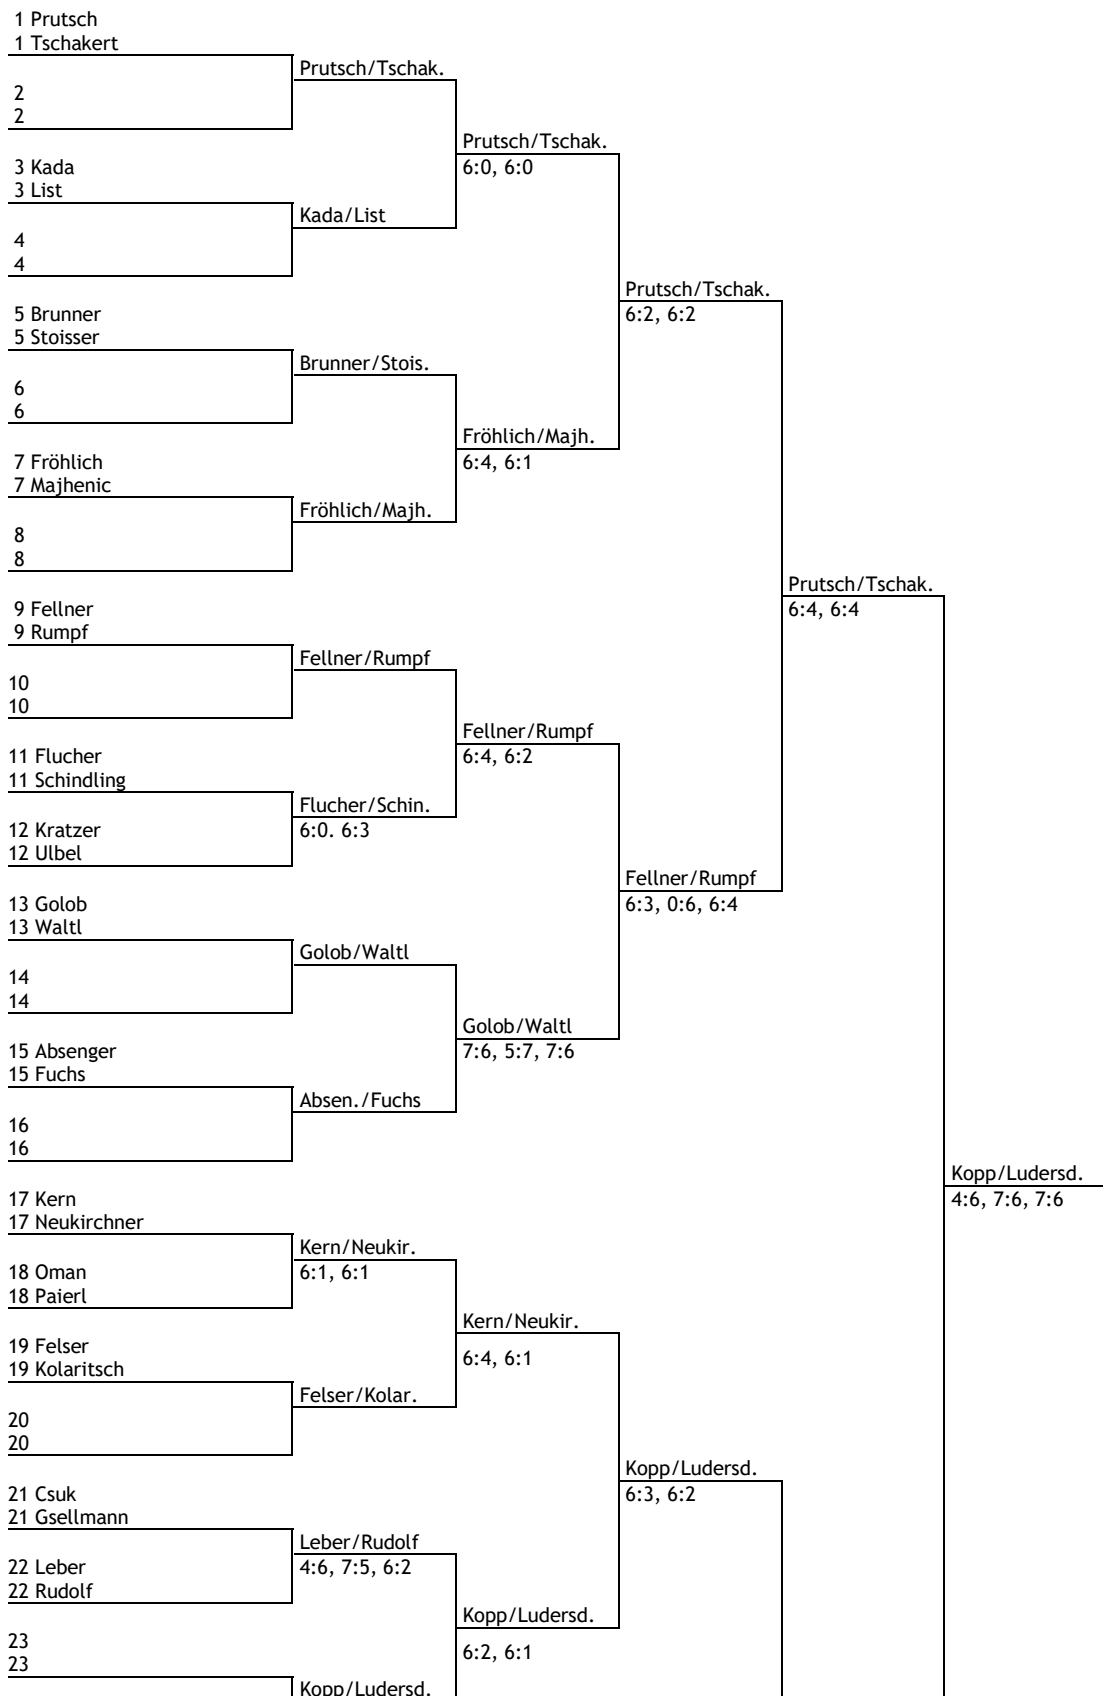 1 Prutsch
1 Tschakert
Prutsch/Tschak.
2
2
Prutsch/Tschak.
6:0, 6:0
3 Kada
3 List
Kada/List
4
4
Prutsch/Tschak.
6:2, 6:2
5 Brunner
5 Stoisser
Brunner/Stois.
6
6
Fröhlich/Majh.
6:4, 6:1
7 Fröhlich
7 Majhenic
Fröhlich/Majh.
8
8
Prutsch/Tschak.
6:4, 6:4
9 Fellner
9 Rumpf
Fellner/Rumpf
10
10
Fellner/Rumpf
6:4, 6:2
11 Flucher
11 Schindling
Flucher/Schin.
6:0. 6:3
12 Kratzer
12 Ulbel
Fellner/Rumpf
6:3, 0:6, 6:4
13 Golob
13 Waltl
Golob/Waltl
14
14
Golob/Waltl
7:6, 5:7, 7:6
15 Absenger
15 Fuchs
Absen./Fuchs
16
16
Kopp/Ludersd.
4:6, 7:6, 7:6
17 Kern
17 Neukirchner
Kern/Neukir.
6:1, 6:1
18 Oman
18 Paierl
Kern/Neukir.
6:4, 6:1
19 Felser
19 Kolaritsch
Felser/Kolar.
20
20
Kopp/Ludersd.
6:3, 6:2
21 Csuk
21 Gsellmann
Leber/Rudolf
4:6, 7:5, 6:2
22 Leber
22 Rudolf
Kopp/Ludersd.
6:2, 6:1
23
23
Kopp/Ludersd.